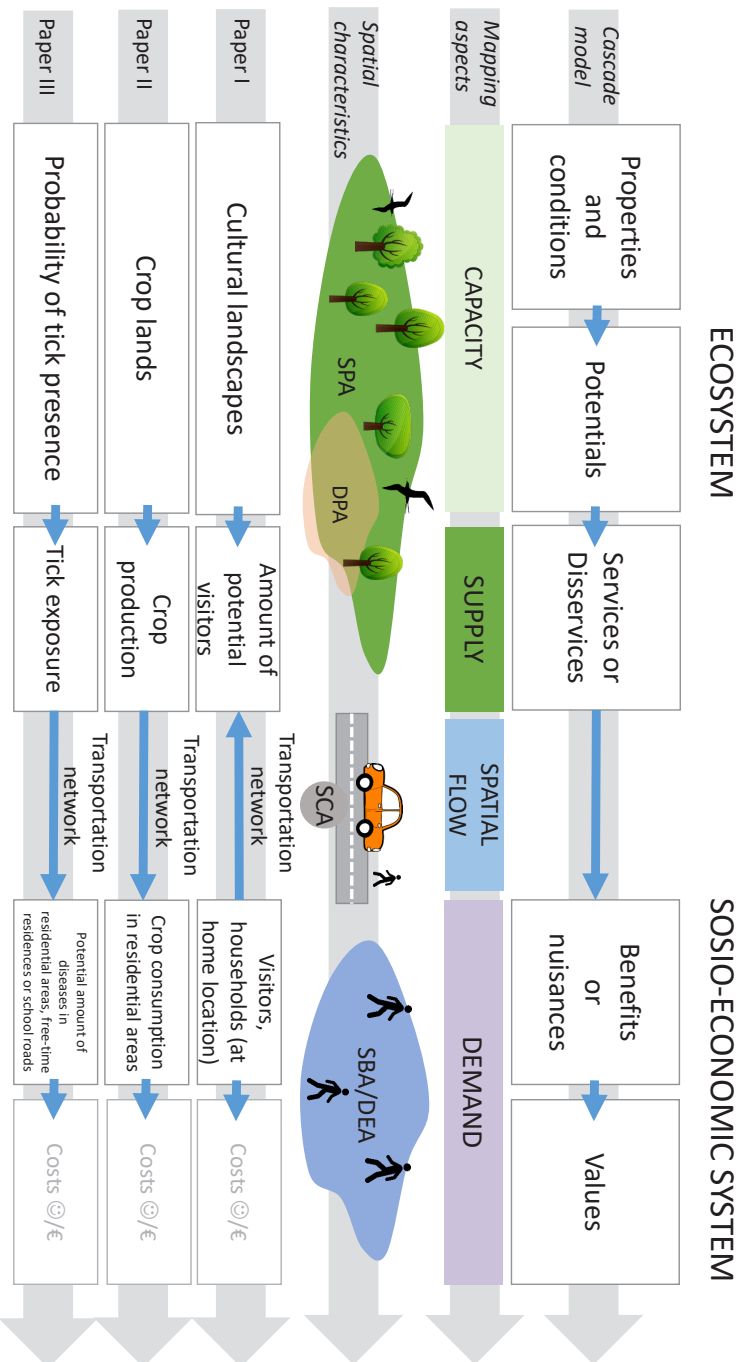 ECOSYSTEM
SOSIO-ECONOMIC SYSTEM
Cascade
model
Properties
and
conditions
Potentials
Services or
Disservices
Benefits
or
nuisances
Values
Mapping
aspects
CAPACITY
SUPPLY
SPATIAL
FLOW
DEMAND
Spatial
characteristics
SPA
DPA
SCA
SBA/DEA
Paper I
Cultural landscapes
Amount of
potential
visitors
Transportation
network
Visitors,
households (at
home location)
Costs ☺/€
Paper II
Crop lands
Crop
production
Transportation
network
Crop consumption
in residential areas
Costs ☺/€
Paper III
Probability of tick presence
Tick exposure
Transportation
network
Potential amount of
diseases in
residential areas, free-time
residences or school roads
Costs ☺/€